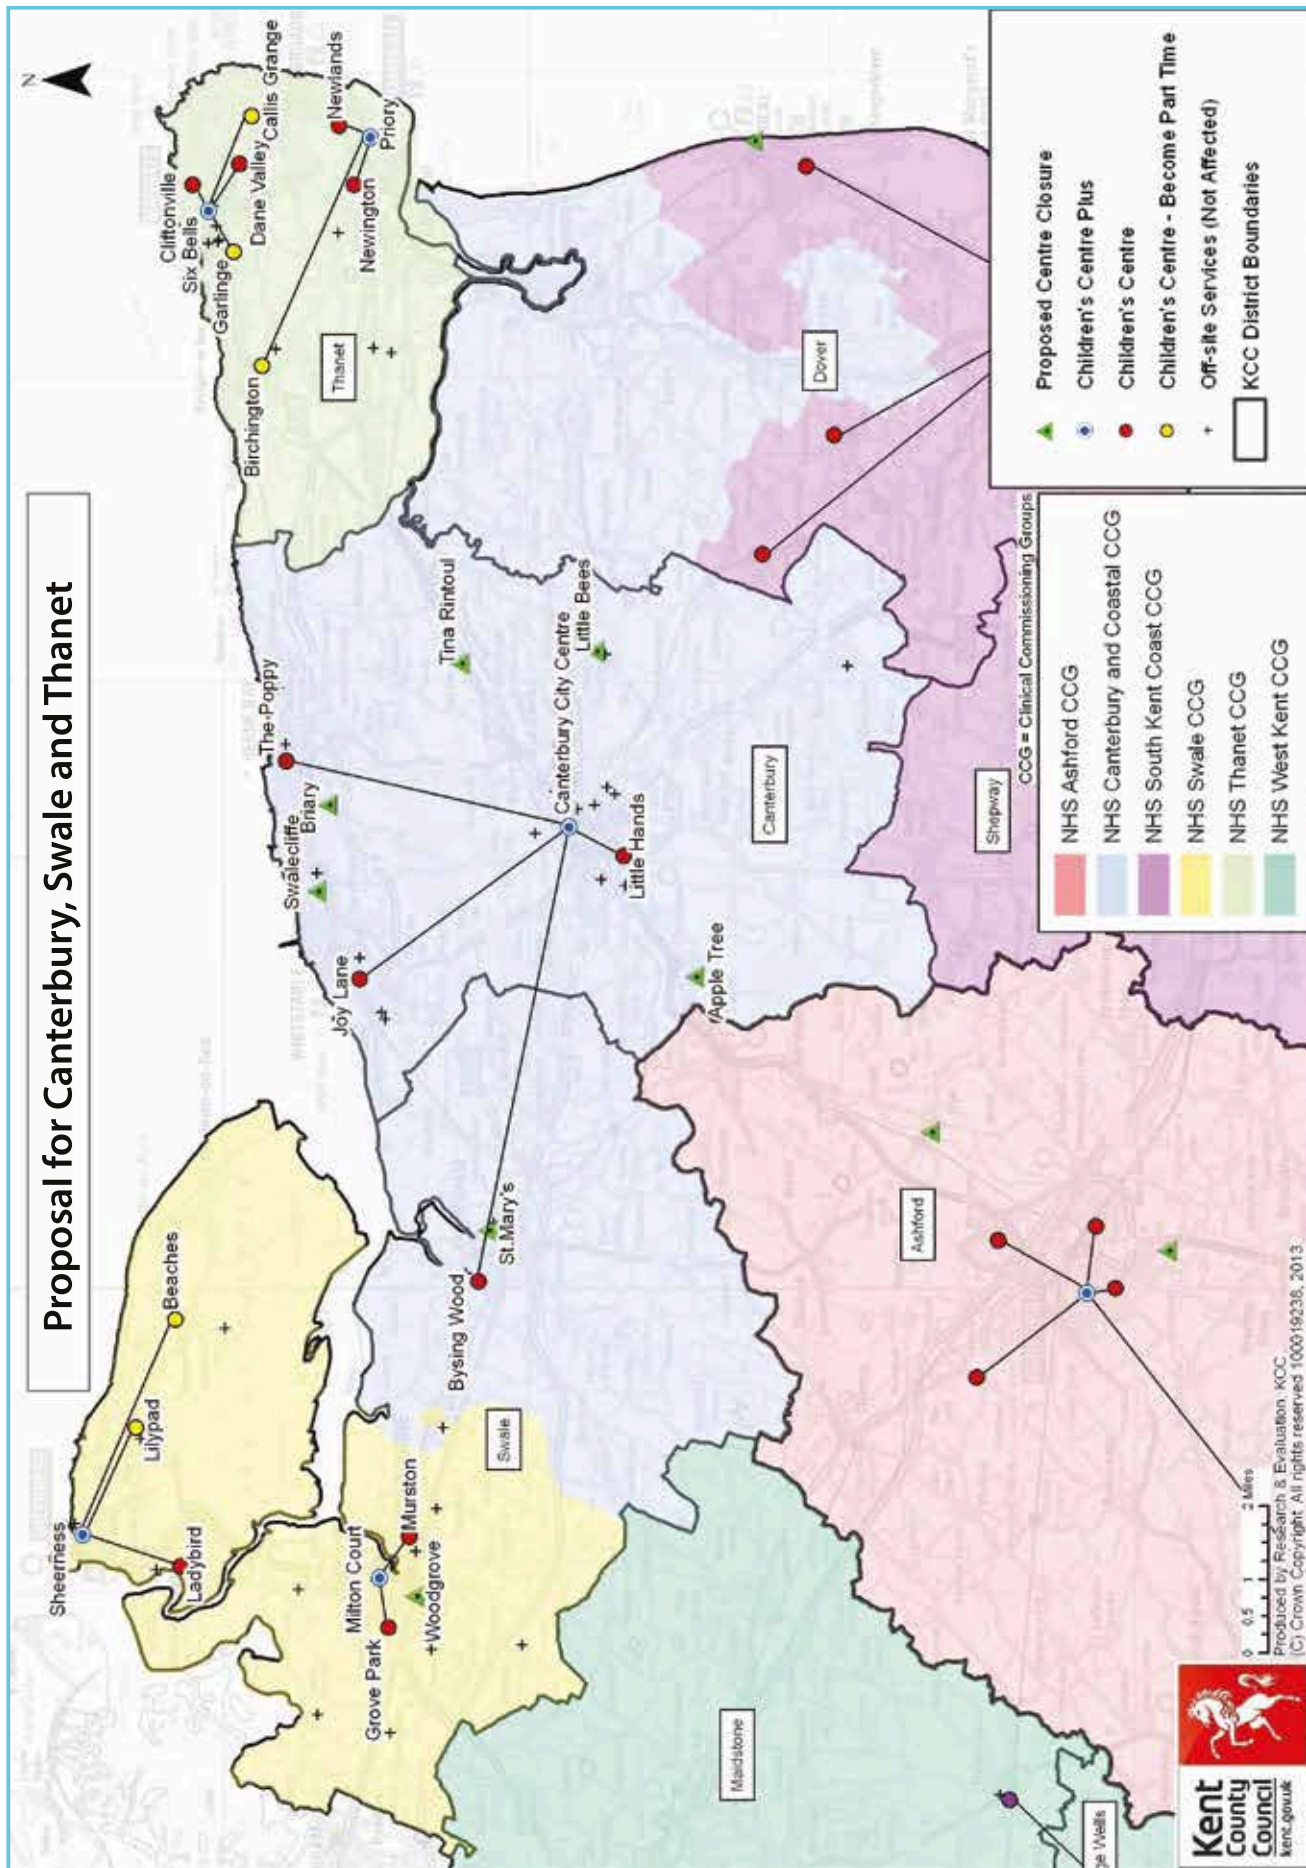 Proposal for Canterbury, Swale and Thanet
N
Sheerness
Lilypad
Beaches
Ladybird
Milton Court
Murston
Grove Park
Woodgrove
Swale
Bysing Wood
St.Mary's
Joy Lane
Swalecliffe
Briary
The-Poppy
Tina Rintoul
Canterbury City Centre
Little Bees
Little Hands
Apple Tree
Canterbury
Birchington
Garlinge
Six Bells
Cliftonville
Dane Valley
Callis Grange
Newlands
Newington
Priory
Thanet
Dover
Shepway
Ashford
Maidstone
ge Wells
CCG = Clinical Commissioning Groups
NHS Ashford CCG
NHS Canterbury and Coastal CCG
NHS South Kent Coast CCG
NHS Swale CCG
NHS Thanet CCG
NHS West Kent CCG
Proposed Centre Closure
Children's Centre Plus
Children's Centre
Children's Centre - Become Part Time
Off-site Services (Not Affected)
KCC District Boundaries
0 0.5 1 2 Miles
Produced by Research & Evaluation, KCC
(C) Crown Copyright. All rights reserved 100019238, 2013
Kent
County
Council
kent.gov.uk